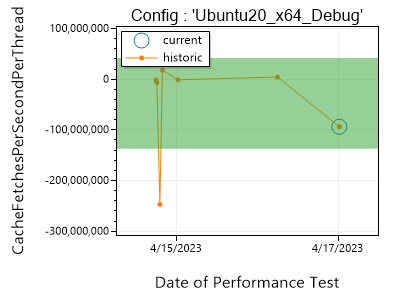 Config : 'Ubuntu20_x64_Debug'
CacheFetchesPerSecondPerThread
100,000,000
0
-100,000,000
-200,000,000
-300,000,000
current
historic
4/15/2023
4/17/2023
Date of Performance Test